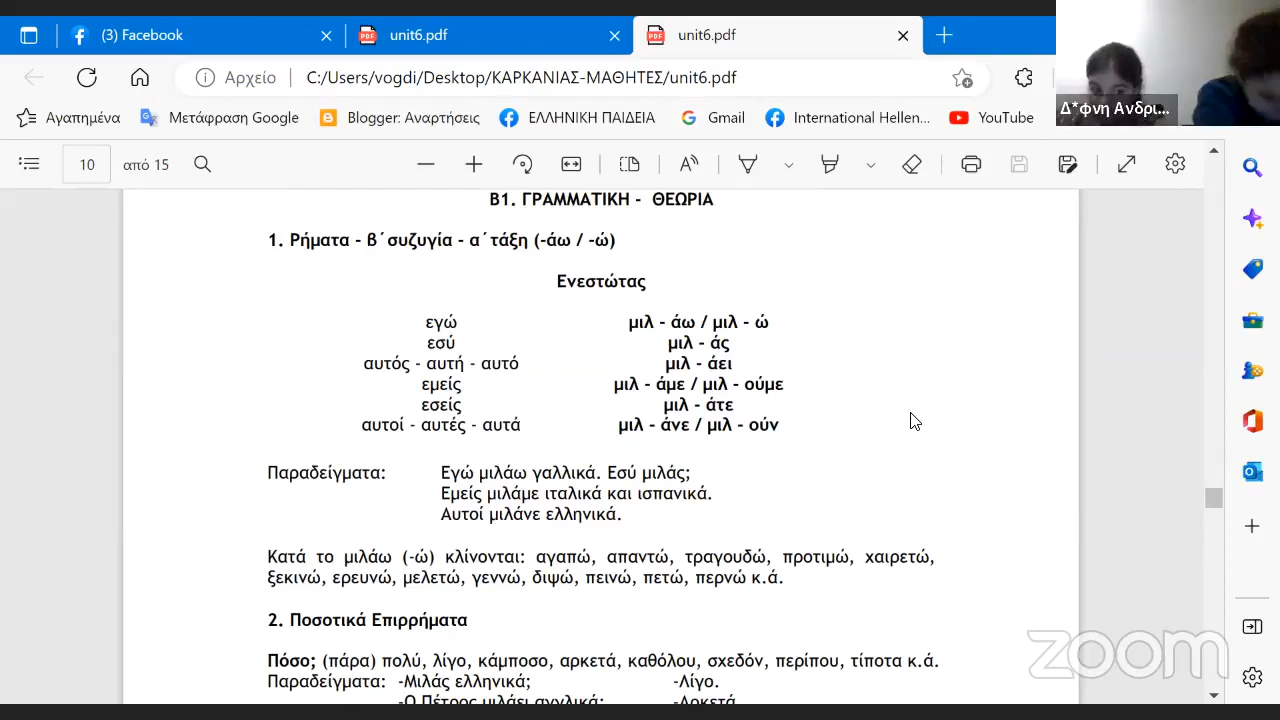 (3) Facebook
unit6.pdf
unit6.pdf
Αρχείο
C:/Users/vogdi/Desktop/ΚΑΡΚΑΝΙΑΣ-ΜΑΘΗΤΕΣ/unit6.pdf
Δ*φνη Ανδρι...
Αγαπημένα
Μετάφραση Google
Blogger: Αναρτήσεις
ΕΛΛΗΝΙΚΗ ΠΑΙΔΕΙΑ
Gmail
International Hellen...
YouTube
10 από 15
Β1. ΓΡΑΜΜΑΤΙΚΗ - ΘΕΩΡΙΑ
1. Ρήματα - β΄συζυγία - α΄τάξη (-άω / -ώ)
Ενεστώτας
εγώ μιλ - άω / μιλ - ώ
εσύ μιλ - άς
αυτός - αυτή - αυτό μιλ - άει
εμείς μιλ - άμε / μιλ - ούμε
εσείς μιλ - άτε
αυτοί - αυτές - αυτά μιλ - άνε / μιλ - ούν
Παραδείγματα: Εγώ μιλάω γαλλικά. Εσύ μιλάς;
Εμείς μιλάμε ιταλικά και ισπανικά.
Αυτοί μιλάνε ελληνικά.
Κατά το μιλάω (-ώ) κλίνονται: αγαπώ, απαντώ, τραγουδώ, προτιμώ, χαιρετώ,
ξεκινώ, ερευνώ, μελετώ, γεννώ, διψώ, πεινώ, πετώ, περνώ κ.ά.
2. Ποσοτικά Επιρρήματα
Πόσο; (πάρα) πολύ, λίγο, κάμποσο, αρκετά, καθόλου, σχεδόν, περίπου, τίποτα κ.ά.
Παραδείγματα: -Μιλάς ελληνικά; -Λίγο.
-Ο Πέτρος μιλάει αγγλικά; -Αρκετά
zoom